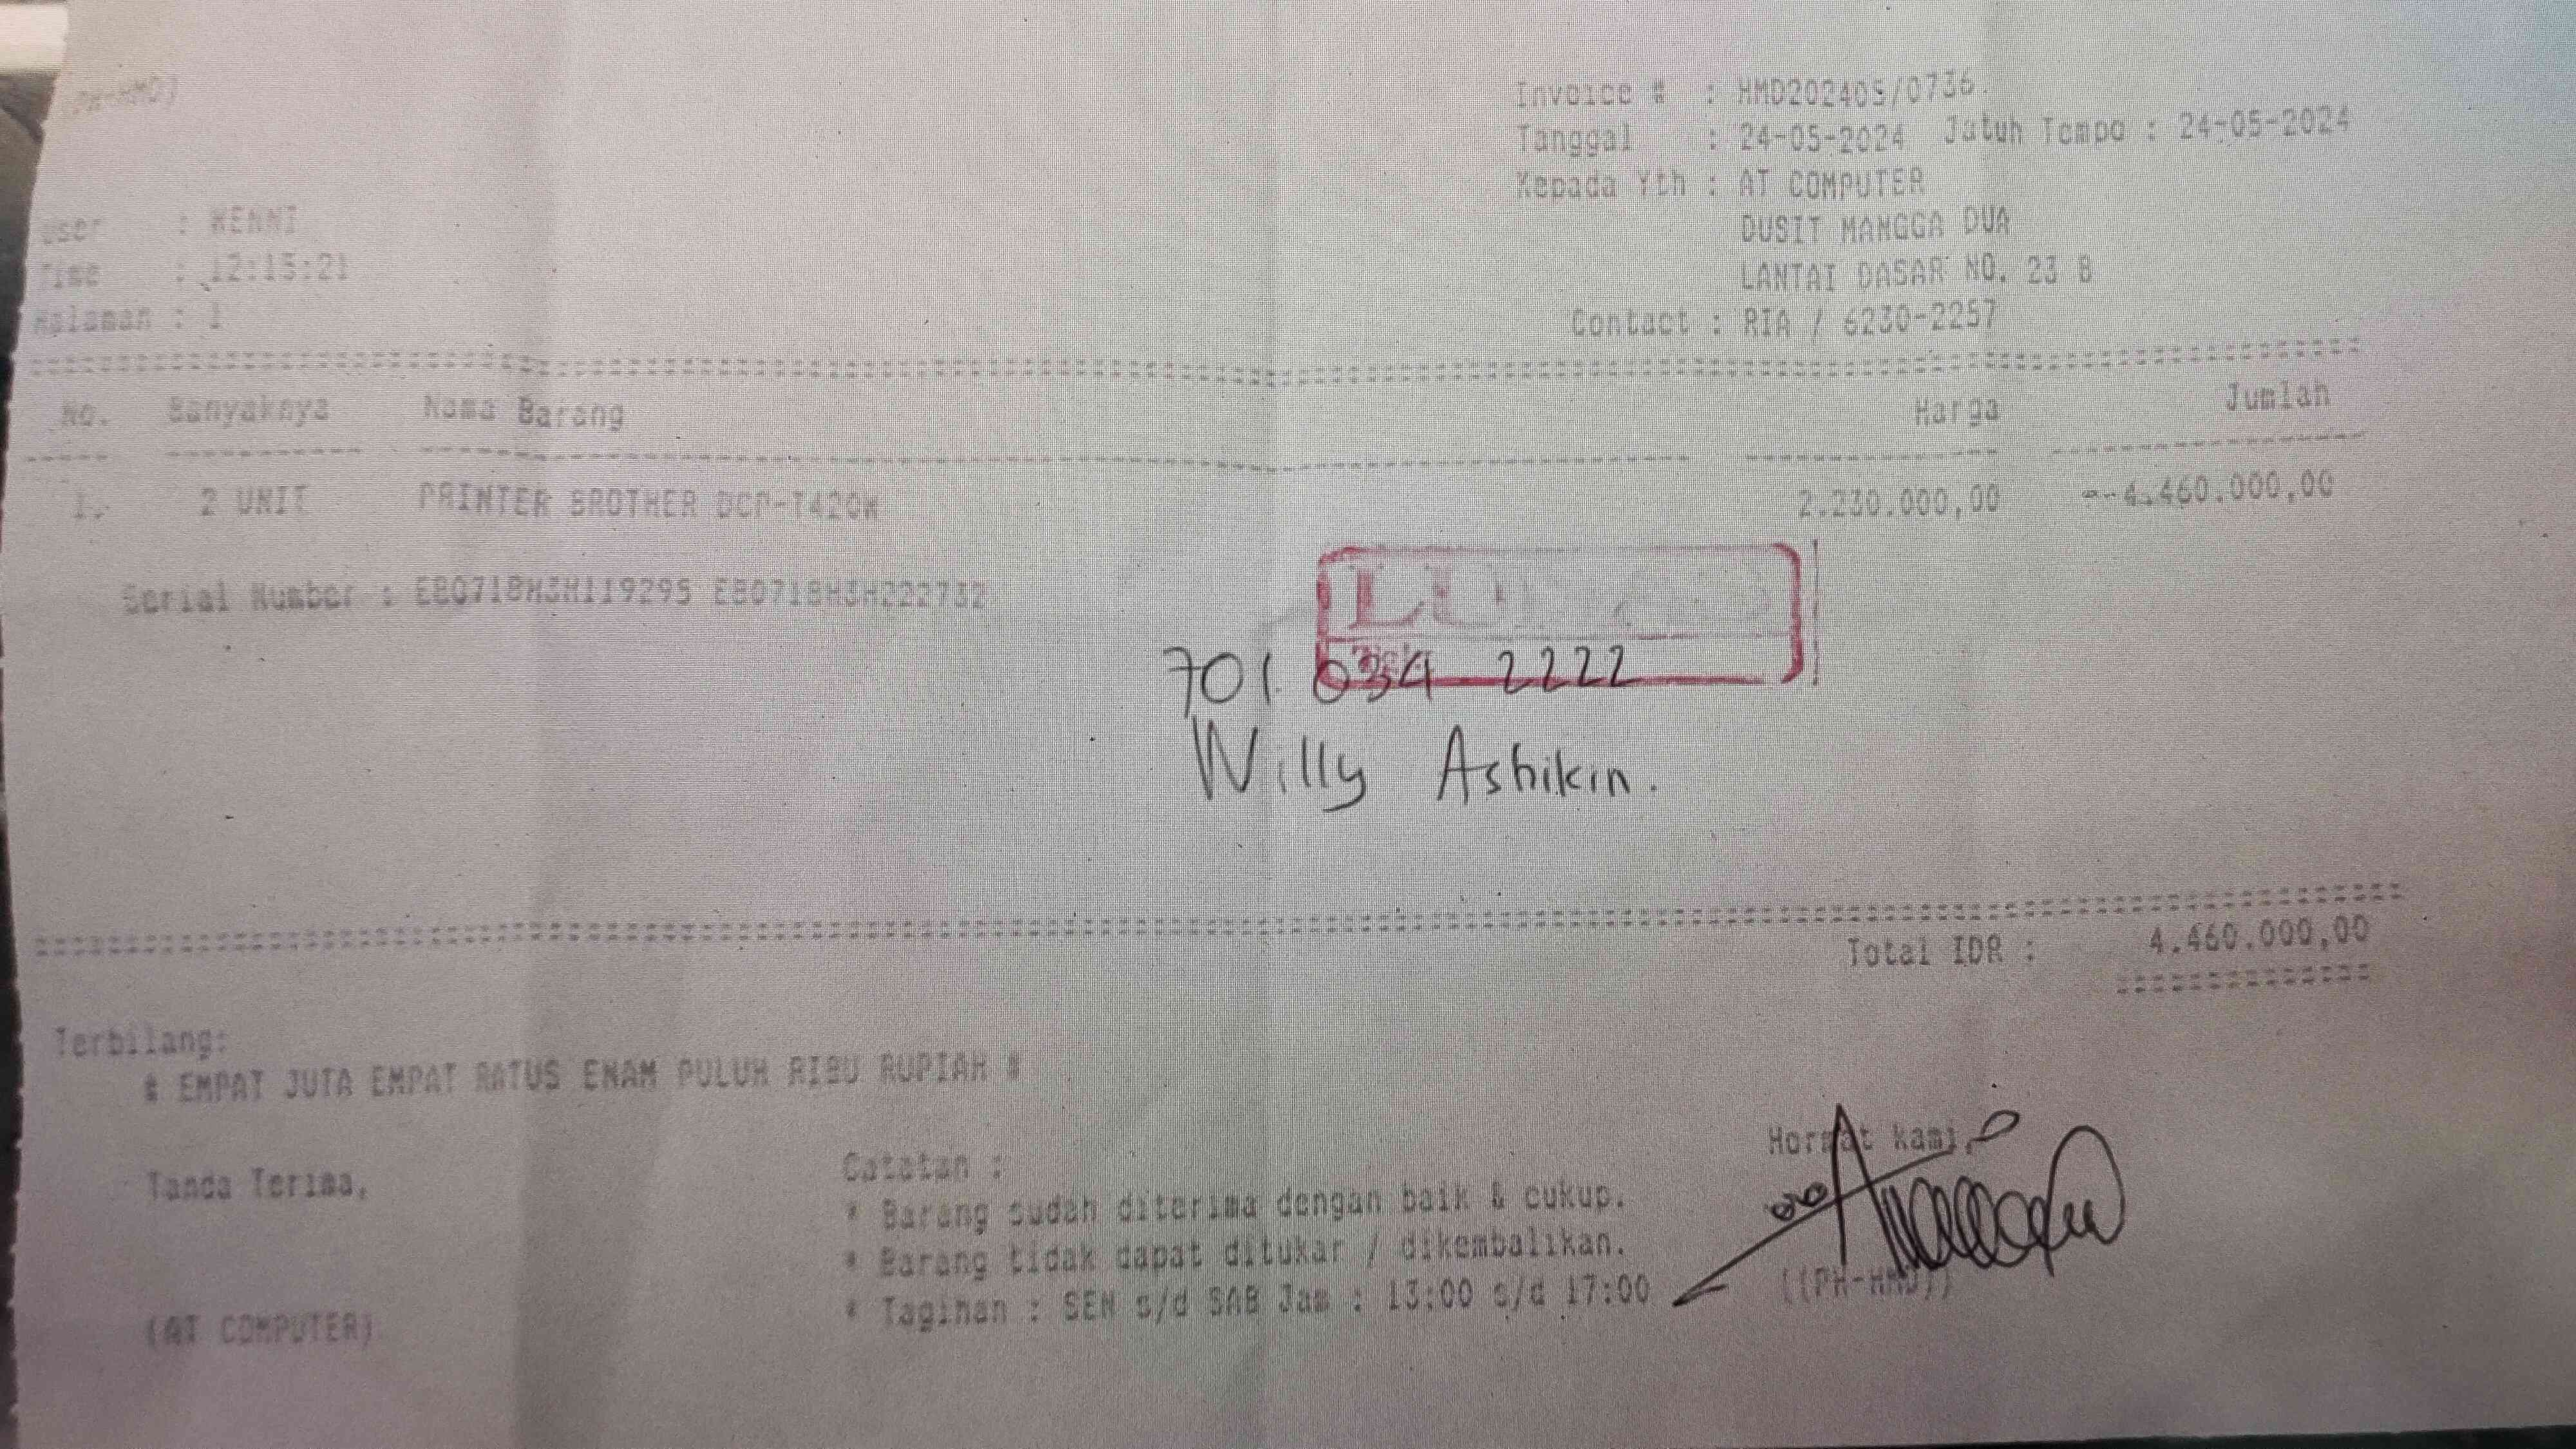 (PH-HMD)
Invoice # : HMD202405/0736
Tanggal : 24-05-2024 Jatuh Tempo : 24-05-2024
Kepada Yth : AT COMPUTER
DUSIT MANGGA DUA
LANTAI DASAR NO. 23 B
Contact : RIA / 6230-2257
User : WENNI
Time : 12:15:21
Halaman : 1
No. Banyaknya Nama Barang Harga Jumlah
1. 2 UNIT PRINTER BROTHER DCP-T420W 2.230.000,00 4.460.000,00
Serial Number : E80718H3H119295 E80718H3H222732
701 034 2222
Willy Ashikin.
Total IDR : 4.460.000,00
Terbilang:
# EMPAT JUTA EMPAT RATUS ENAM PULUH RIBU RUPIAH #
Tanda Terima,
(AT COMPUTER)
Catatan :
* Barang sudah diterima dengan baik & cukup.
* Barang tidak dapat ditukar / dikembalikan.
* Tagihan : SEN s/d SAB Jam : 13:00 s/d 17:00
Hormat kami,
((PH-HMD))